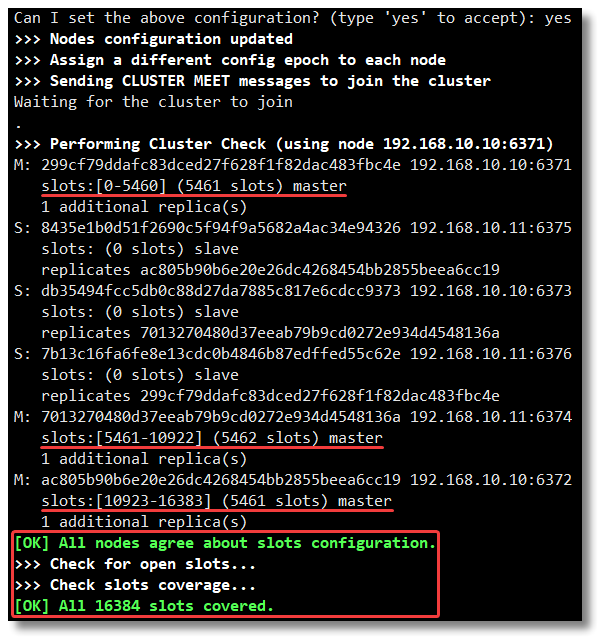 Can I set the above configuration? (type 'yes' to accept): yes
>>> Nodes configuration updated
>>> Assign a different config epoch to each node
>>> Sending CLUSTER MEET messages to join the cluster
Waiting for the cluster to join
.
>>> Performing Cluster Check (using node 192.168.10.10:6371)
M: 299cf79ddafc83dced27f628f1f82dac483fbc4e 192.168.10.10:6371
   slots:[0-5460] (5461 slots) master
   1 additional replica(s)
S: 8435e1b0d51f2690c5f94f9a5682a4ac34e94326 192.168.10.11:6375
   slots: (0 slots) slave
   replicates ac805b90b6e20e26dc4268454bb2855beea6cc19
S: db35494fcc5db0c88d27da7885c817e6cdcc9373 192.168.10.10:6373
   slots: (0 slots) slave
   replicates 7013270480d37eeab79b9cd0272e934d4548136a
S: 7b13c16fa6fe8e13cdc0b4846b87edffed55c62e 192.168.10.11:6376
   slots: (0 slots) slave
   replicates 299cf79ddafc83dced27f628f1f82dac483fbc4e
M: 7013270480d37eeab79b9cd0272e934d4548136a 192.168.10.11:6374
   slots:[5461-10922] (5462 slots) master
   1 additional replica(s)
M: ac805b90b6e20e26dc4268454bb2855beea6cc19 192.168.10.10:6372
   slots:[10923-16383] (5461 slots) master
   1 additional replica(s)
[OK] All nodes agree about slots configuration.
>>> Check for open slots...
>>> Check slots coverage...
[OK] All 16384 slots covered.